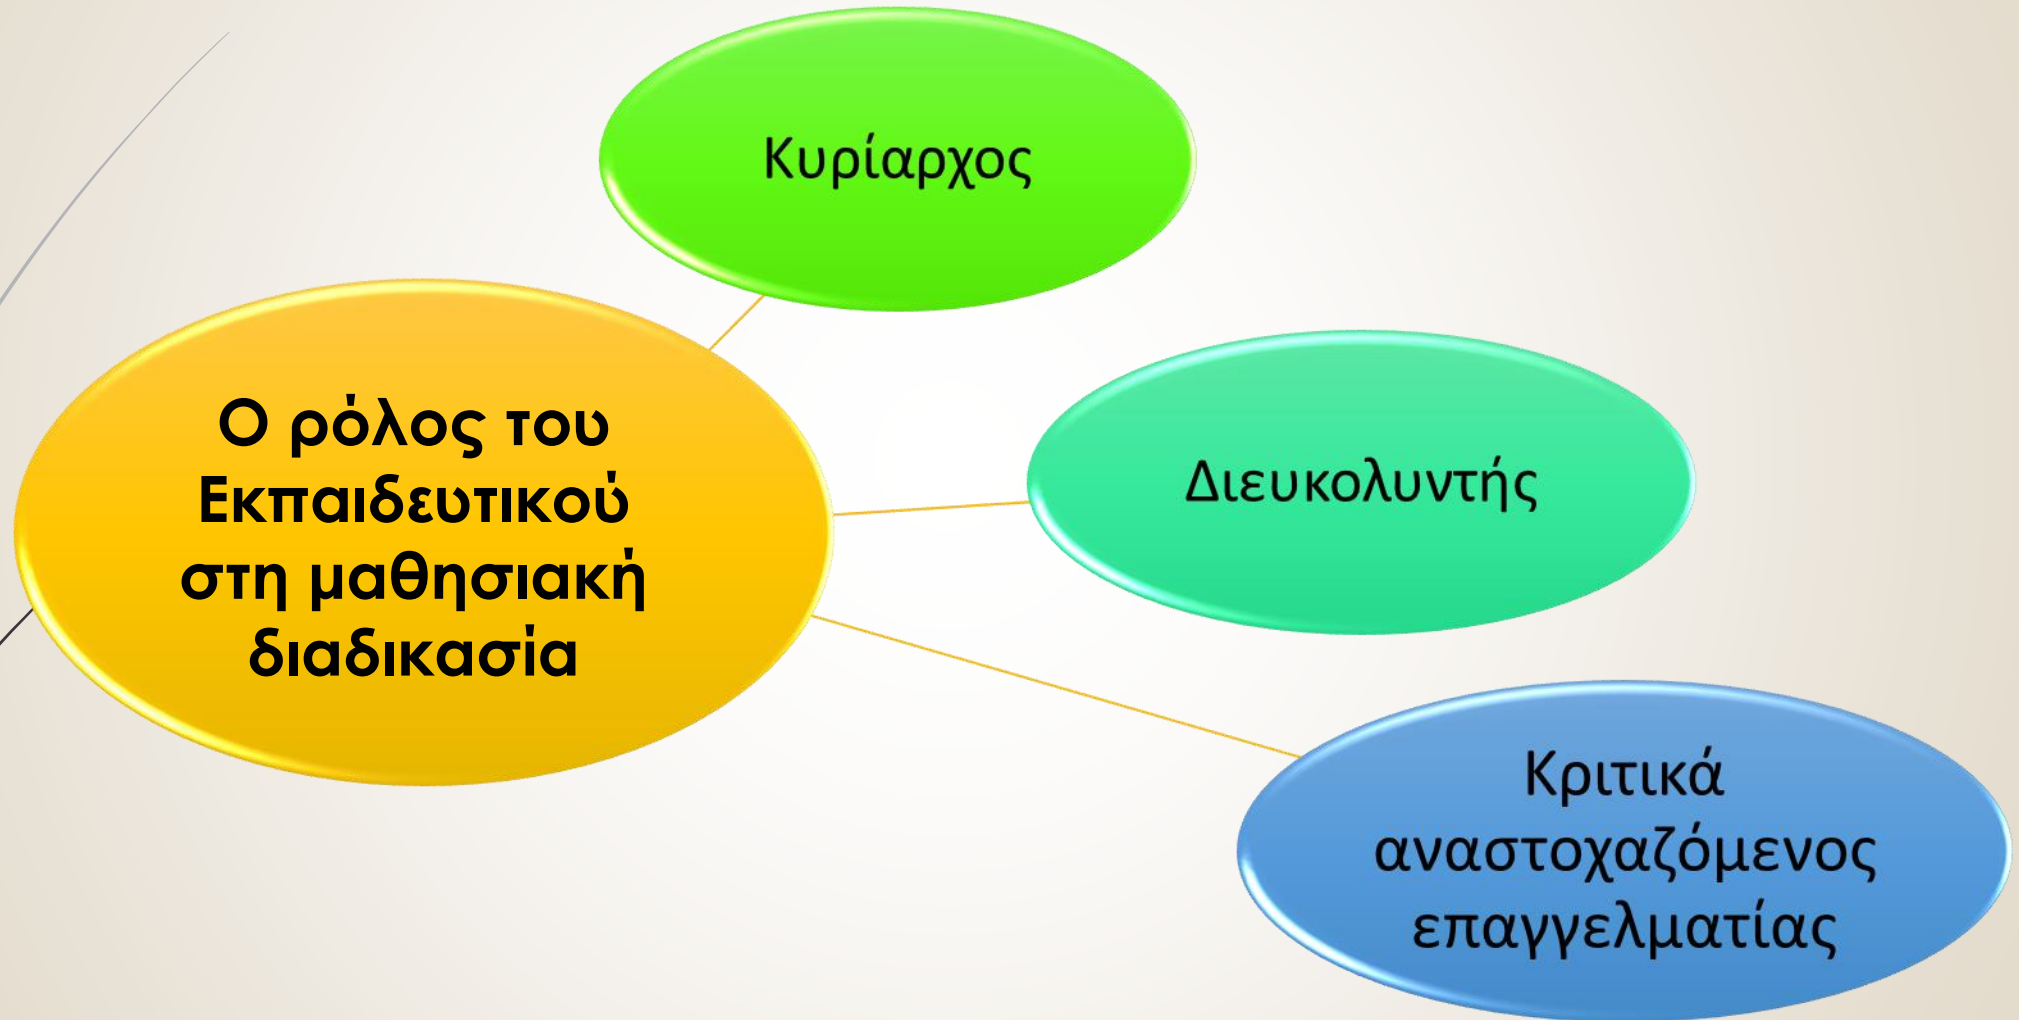 Κυρίαρχος
Ο ρόλος του
Εκπαιδευτικού
στη μαθησιακή
διαδικασία
Διευκολυντής
Κριτικά
αναστοχαζόμενος
επαγγελματίας